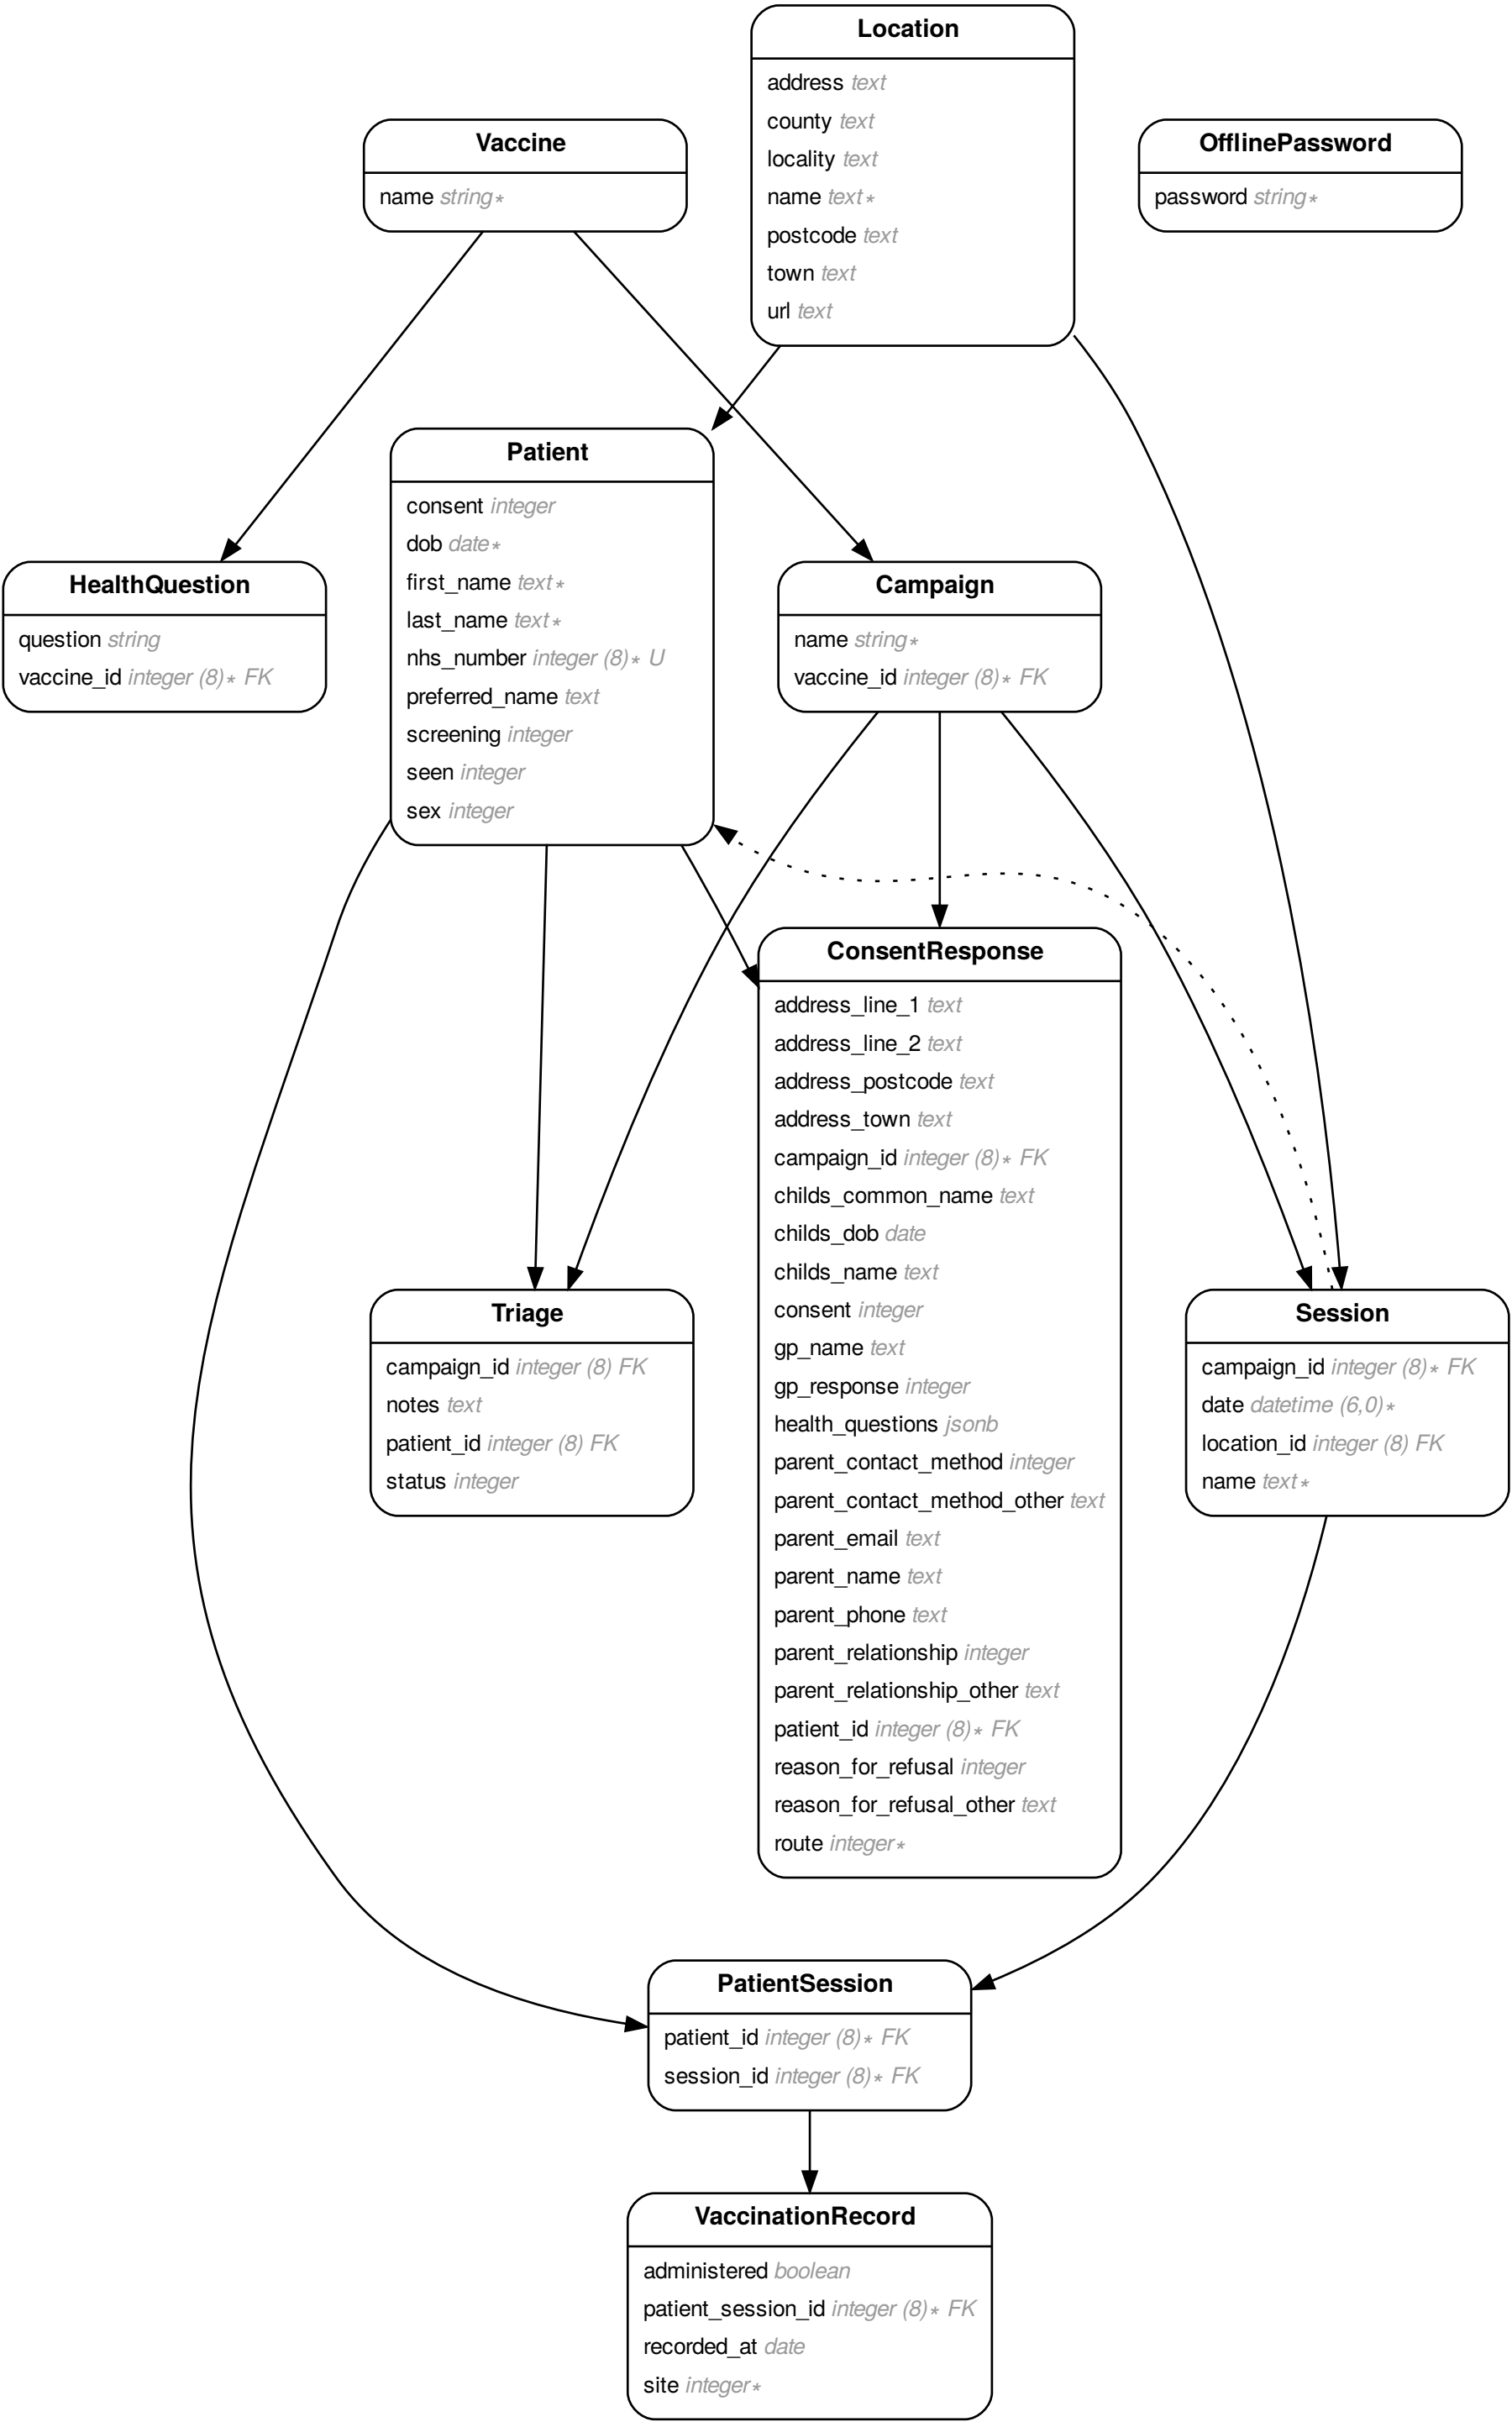 Location
address text
county text
locality text
name text*
postcode text
town text
url text
Vaccine
name string*
OfflinePassword
password string*
Patient
consent integer
dob date*
first_name text*
last_name text*
nhs_number integer (8)* U
preferred_name text
screening integer
seen integer
sex integer
HealthQuestion
question string
vaccine_id integer (8)* FK
Campaign
name string*
vaccine_id integer (8)* FK
ConsentResponse
address_line_1 text
address_line_2 text
address_postcode text
address_town text
campaign_id integer (8)* FK
childs_common_name text
childs_dob date
childs_name text
consent integer
gp_name text
gp_response integer
health_questions jsonb
parent_contact_method integer
parent_contact_method_other text
parent_email text
parent_name text
parent_phone text
parent_relationship integer
parent_relationship_other text
patient_id integer (8)* FK
reason_for_refusal integer
reason_for_refusal_other text
route integer*
Triage
campaign_id integer (8) FK
notes text
patient_id integer (8) FK
status integer
Session
campaign_id integer (8)* FK
date datetime (6,0)*
location_id integer (8) FK
name text*
PatientSession
patient_id integer (8)* FK
session_id integer (8)* FK
VaccinationRecord
administered boolean
patient_session_id integer (8)* FK
recorded_at date
site integer*